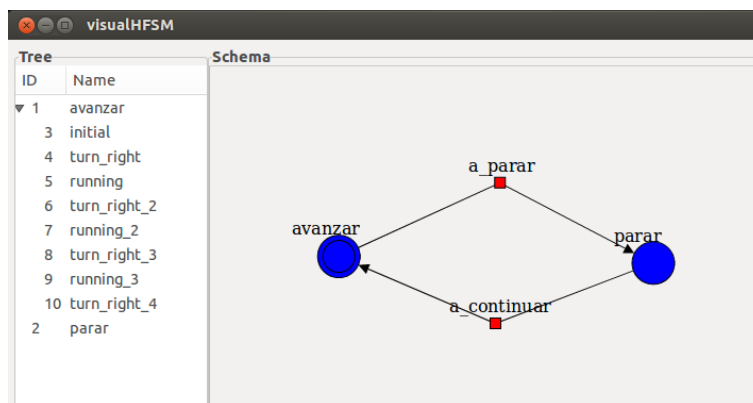 visualHFSM
Tree
Schema
ID Name
1 avanzar
3 initial
4 turn_right
5 running
6 turn_right_2
7 running_2
8 turn_right_3
9 running_3
10 turn_right_4
2 parar
a_parar
avanzar
parar
a_continuar